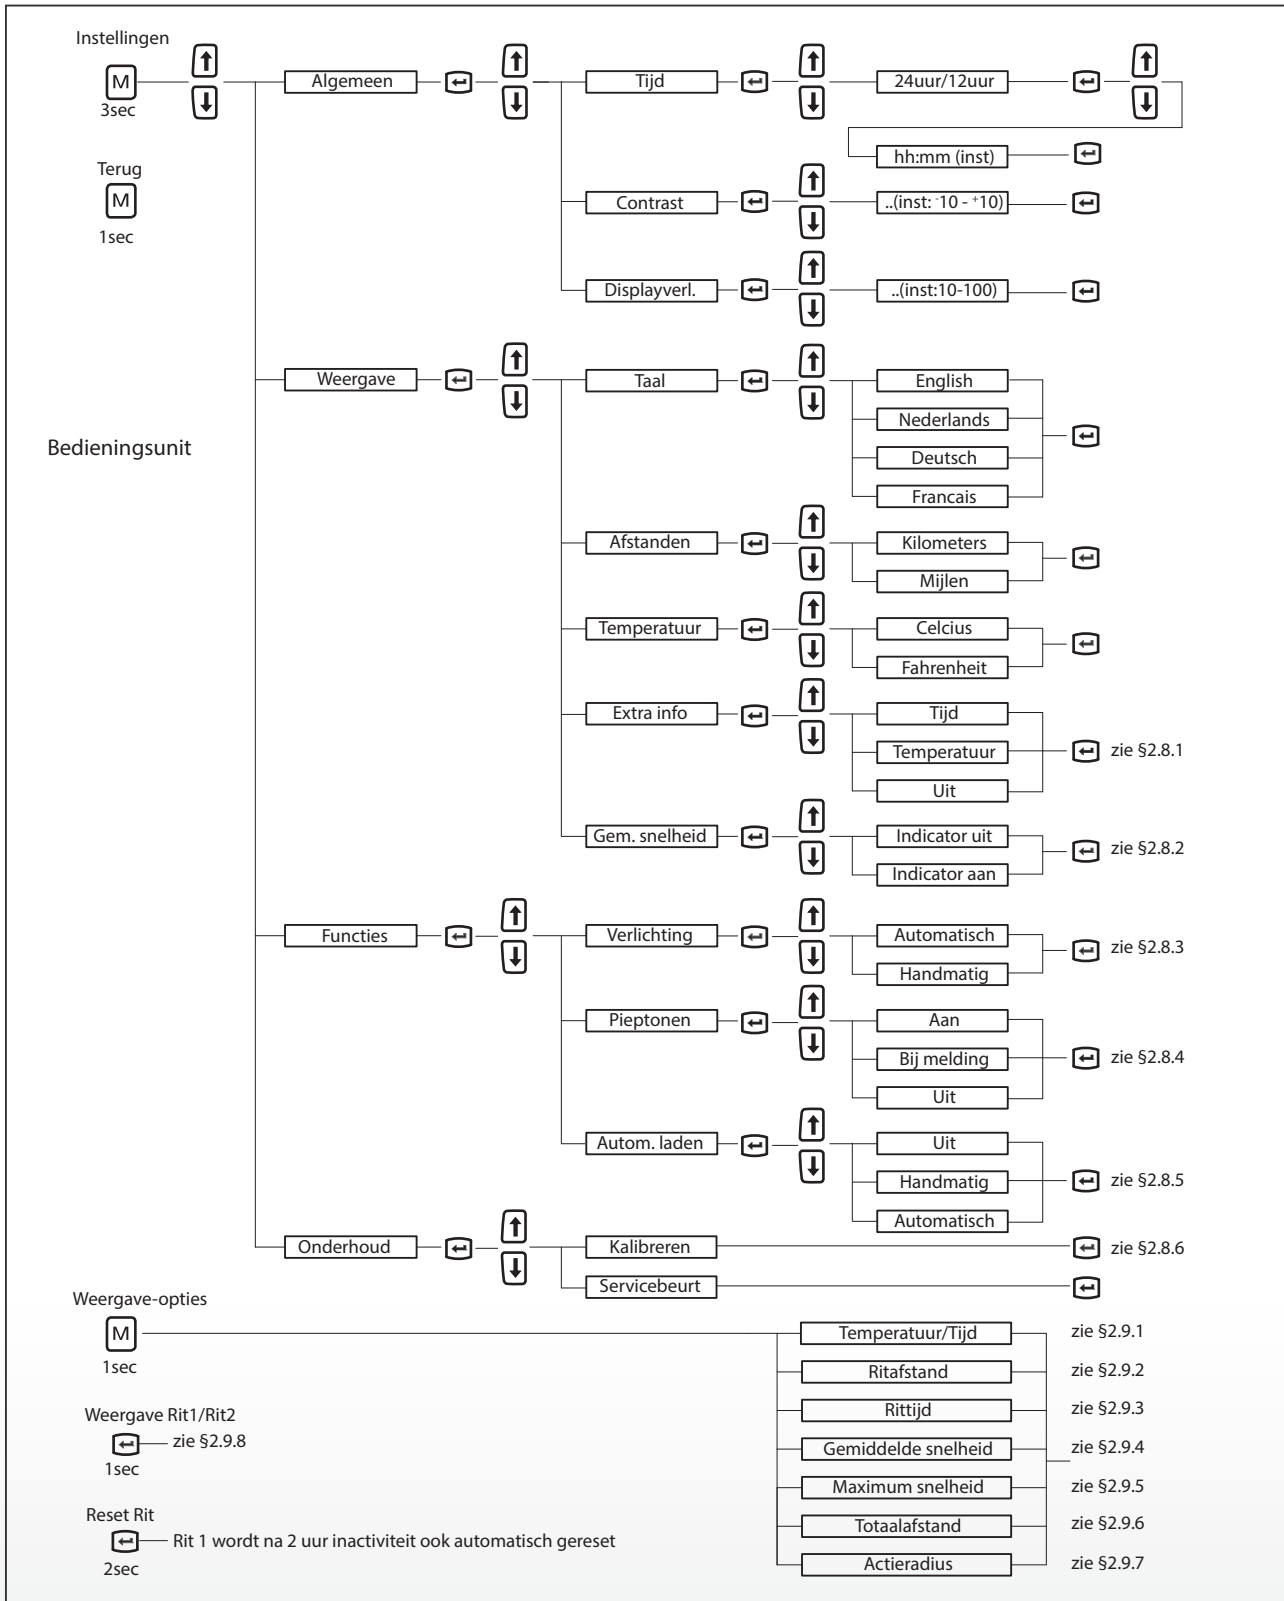 Instellingen
M
3sec
Algemeen
Tijd
24uur/12uur
hh:mm (inst)
Terug
M
1sec
Contrast
..(inst: -10 - +10)
Displayverl.
..(inst:10-100)
Weergave
Taal
English
Nederlands
Deutsch
Francais
Bedieningsunit
Afstanden
Kilometers
Mijlen
Temperatuur
Celcius
Fahrenheit
Extra info
Tijd
Temperatuur
Uit
zie §2.8.1
Gem. snelheid
Indicator uit
Indicator aan
zie §2.8.2
Functies
Verlichting
Automatisch
Handmatig
zie §2.8.3
Pieptonen
Aan
Bij melding
Uit
zie §2.8.4
Autom. laden
Uit
Handmatig
Automatisch
zie §2.8.5
Onderhoud
Kalibreren
zie §2.8.6
Servicebeurt
Weergave-opties
M
1sec
Temperatuur/Tijd
zie §2.9.1
Ritafstand
zie §2.9.2
Rittijd
zie §2.9.3
Gemiddelde snelheid
zie §2.9.4
Maximum snelheid
zie §2.9.5
Totaalafstand
zie §2.9.6
Actieradius
zie §2.9.7
Weergave Rit1/Rit2
zie §2.9.8
1sec
Reset Rit
Rit 1 wordt na 2 uur inactiviteit ook automatisch gereset
2sec